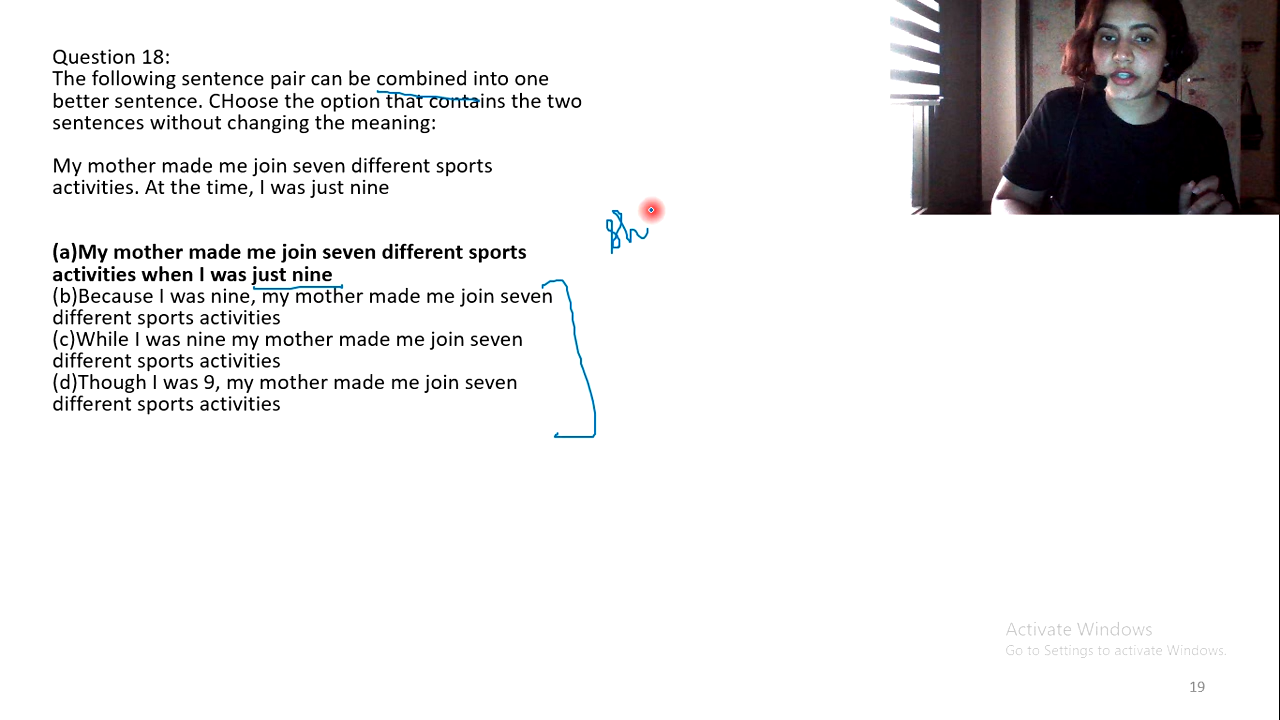 Question 18:
The following sentence pair can be combined into one
better sentence. CHoose the option that contains the two
sentences without changing the meaning:
My mother made me join seven different sports
activities. At the time, I was just nine
(a)My mother made me join seven different sports
activities when I was just nine
(b)Because I was nine, my mother made me join seven
different sports activities
(c)While I was nine my mother made me join seven
different sports activities
(d)Though I was 9, my mother made me join seven
different sports activities
Activate Windows
Go to Settings to activate Windows.
19